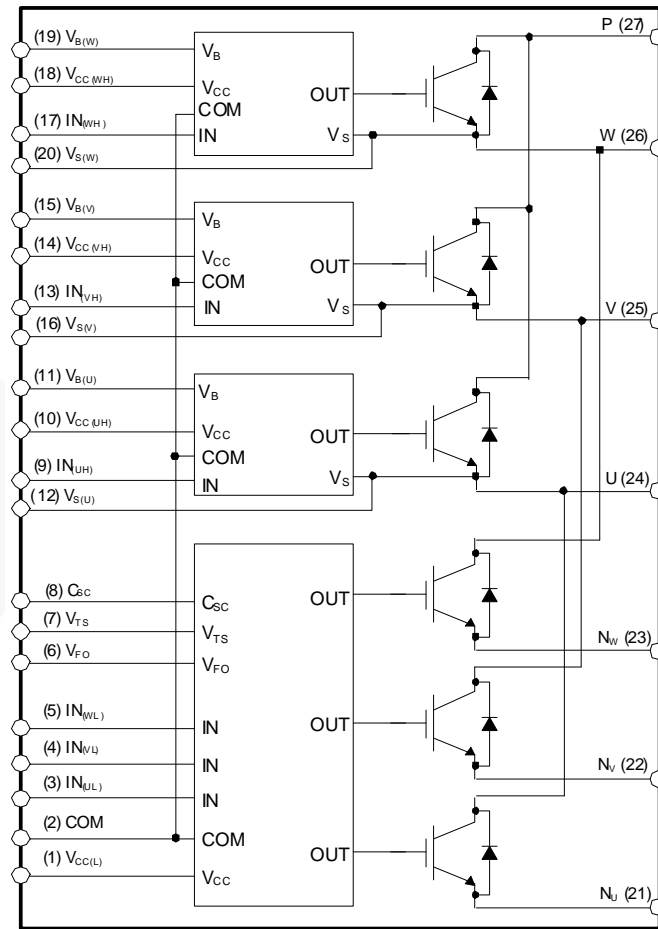 (19) VB(W)
(18) VCC(WH)
(17) IN(WH)
(20) VS(W)
VB
VCC
COM
IN
OUT
VS
P (27)
W (26)
(15) VB(V)
(14) VCC(VH)
(13) IN(VH)
(16) VS(V)
VB
VCC
COM
IN
OUT
VS
V (25)
(11) VB(U)
(10) VCC(UH)
(9) IN(UH)
(12) VS(U)
VB
VCC
COM
IN
OUT
VS
U (24)
(8) CSC
(7) VTS
(6) VFO
(5) IN(WL)
(4) IN(VL)
(3) IN(UL)
(2) COM
(1) VCC(L)
CSC
VTS
VFO
IN
IN
IN
COM
VCC
OUT
OUT
OUT
NW (23)
NV (22)
NU (21)